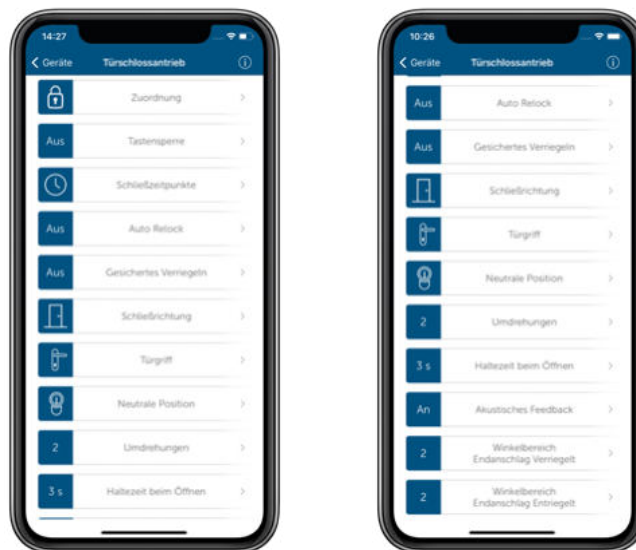 14:27
Geräte
Türschlossantrieb
Zuordnung
Aus
Tastensperre
Schließzeitpunkte
Aus
Auto Relock
Aus
Gesichertes Verriegeln
Schließrichtung
Türgriff
Neutrale Position
2
Umdrehungen
3 s
Haltezeit beim Öffnen
10:26
Geräte
Türschlossantrieb
Aus
Auto Relock
Aus
Gesichertes Verriegeln
Schließrichtung
Türgriff
Neutrale Position
2
Umdrehungen
3 s
Haltezeit beim Öffnen
An
Akustisches Feedback
2
Winkelbereich
Endanschlag Verriegelt
2
Winkelbereich
Endanschlag Entriegelt